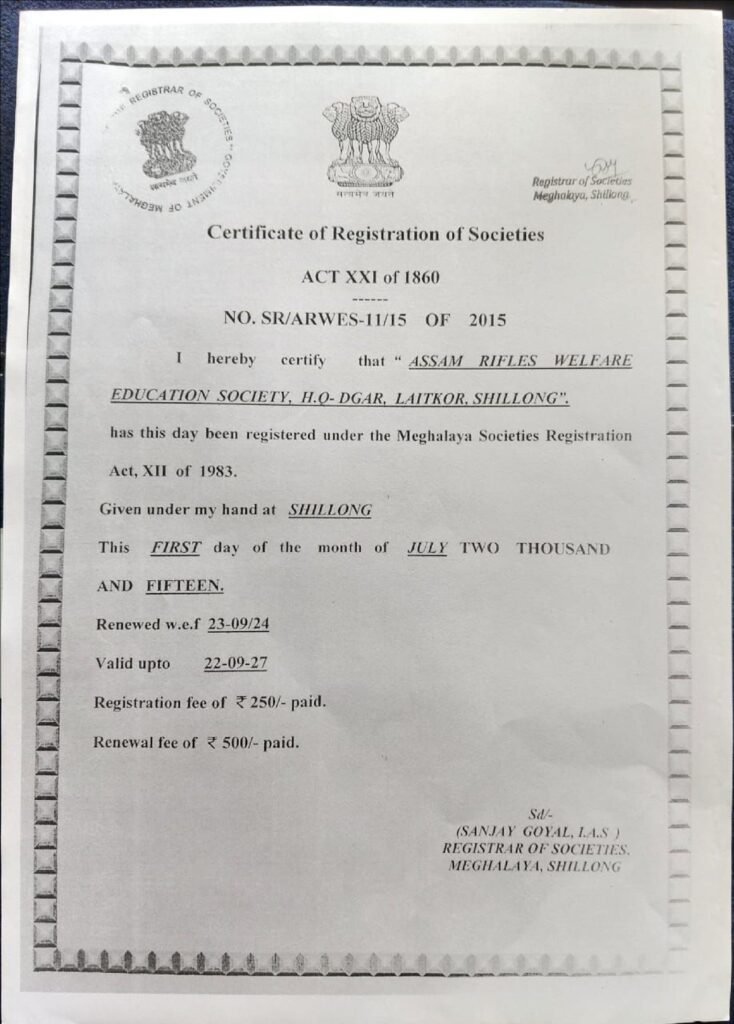 THE REGISTRAR OF SOCIETIES
GOVERNMENT OF MEGHALAYA
सत्यमेव जयते
सत्यमेव जयते
Registrar of Societies
Meghalaya, Shillong.
Certificate of Registration of Societies
ACT XXI of 1860
------
NO. SR/ARWES-11/15 OF 2015
I hereby certify that “ ASSAM RIFLES WELFARE
EDUCATION SOCIETY, H.Q- DGAR, LAITKOR, SHILLONG”.
has this day been registered under the Meghalaya Societies Registration
Act, XII of 1983.
Given under my hand at SHILLONG
This FIRST day of the month of JULY TWO THOUSAND
AND FIFTEEN.
Renewed w.e.f 23-09/24
Valid upto 22-09-27
Registration fee of ₹ 250/- paid.
Renewal fee of ₹ 500/- paid.
Sd/-
(SANJAY GOYAL, I.A.S )
REGISTRAR OF SOCIETIES.
MEGHALAYA, SHILLONG